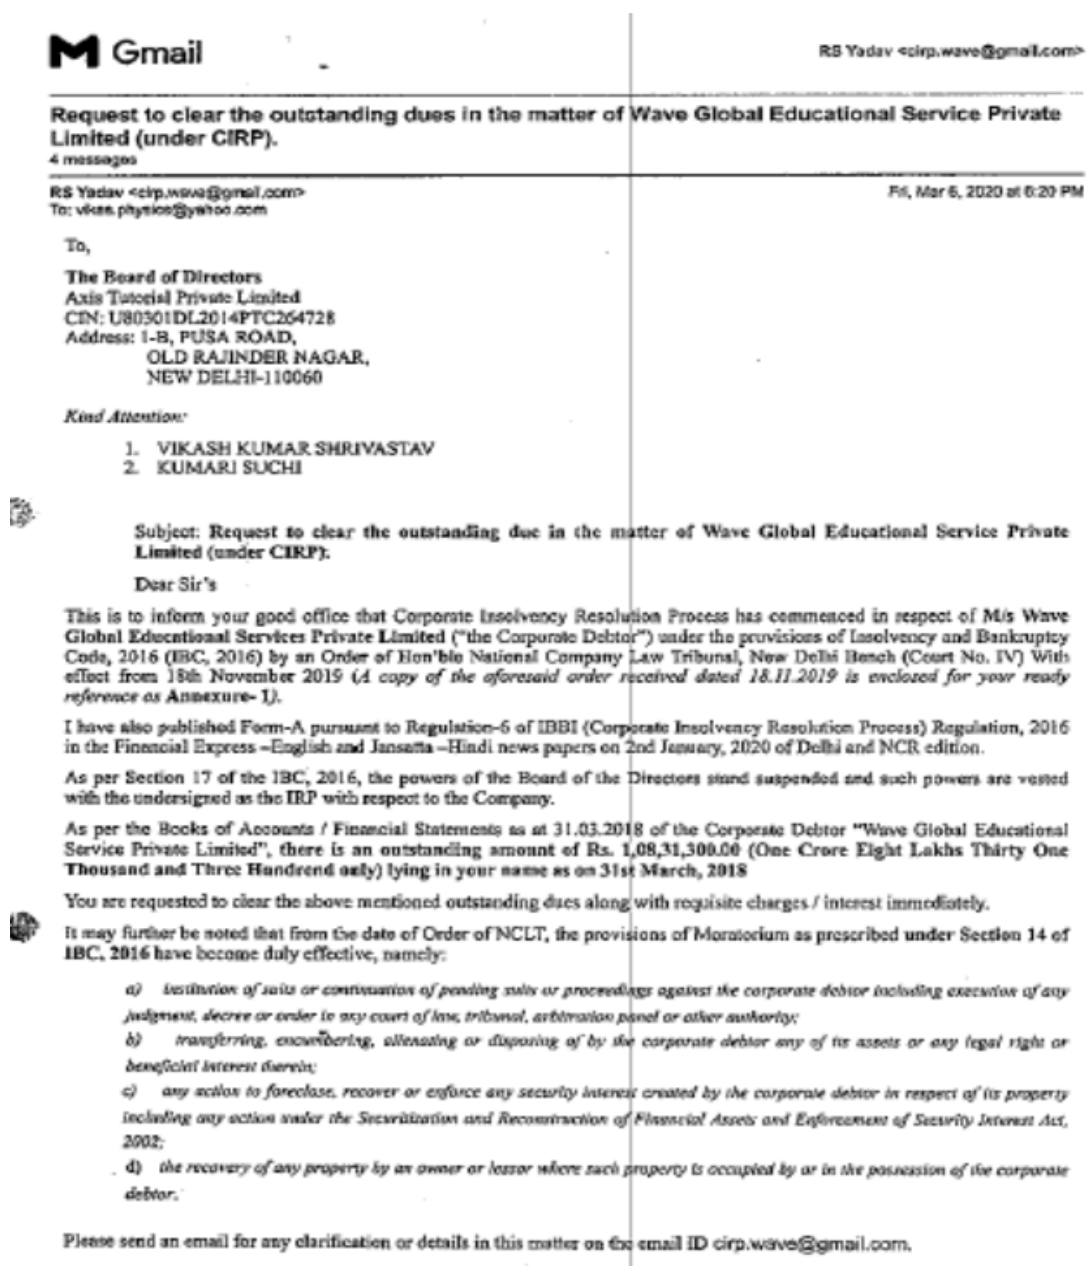 Gmail
RS Yadav <cirp.wave@gmail.com>
Request to clear the outstanding dues in the matter of Wave Global Educational Service Private
Limited (under CIRP).
4 messages
RS Yadav <cirp.wave@gmail.com>
Fri, Mar 6, 2020 at 6:20 PM
To: vikas.physics@yahoo.com
To,
The Board of Directors
Axis Tutorial Private Limited
CIN: U80301DL2014PTC264728
Address: 1-B, PUSA ROAD,
OLD RAJINDER NAGAR,
NEW DELHI-110060
Kind Attention:
1. VIKASH KUMAR SHRIVASTAV
2. KUMARI SUCHI
Subject: Request to clear the outstanding due in the matter of Wave Global Educational Service Private
Limited (under CIRP).
Dear Sir's
This is to inform your good office that Corporate Insolvency Resolution Process has commenced in respect of M/s Wave
Global Educational Services Private Limited ("the Corporate Debtor") under the provisions of Insolvency and Bankruptcy
Code, 2016 (IBC, 2016) by an Order of Hon'ble National Company Law Tribunal, New Delhi Bench (Court No. IV) With
effect from 18th November 2019 (A copy of the aforesaid order received dated 18.11.2019 is enclosed for your ready
reference as Annexure- 1).
I have also published Form-A pursuant to Regulation-6 of IBBI (Corporate Insolvency Resolution Process) Regulation, 2016
in the Financial Express –English and Jansatta –Hindi news papers on 2nd January, 2020 of Delhi and NCR edition.
As per Section 17 of the IBC, 2016, the powers of the Board of the Directors stand suspended and such powers are vested
with the undersigned as the IRP with respect to the Company.
As per the Books of Accounts / Financial Statements as at 31.03.2018 of the Corporate Debtor "Wave Global Educational
Service Private Limited", there is an outstanding amount of Rs. 1,08,31,300.00 (One Crore Eight Lakhs Thirty One
Thousand and Three Hundrend only) lying in your name as on 31st March, 2018
You are requested to clear the above mentioned outstanding dues along with requisite charges / interest immediately.
It may further be noted that from the date of Order of NCLT, the provisions of Moratorium as prescribed under Section 14 of
IBC, 2016 have become duly effective, namely:
a) institution of suits or continuation of pending suits or proceedings against the corporate debtor including execution of any
judgment, decree or order in any court of law, tribunal, arbitration panel or other authority;
b) transferring, encumbering, alienating or disposing of by the corporate debtor any of its assets or any legal right or
beneficial interest therein;
c) any action to foreclose, recover or enforce any security interest created by the corporate debtor in respect of its property
including any action under the Securitization and Reconstruction of Financial Assets and Enforcement of Security Interest Act,
2002;
d) the recovery of any property by an owner or lessor where such property is occupied by or in the possession of the corporate
debtor.
Please send an email for any clarification or details in this matter on the email ID cirp.wave@gmail.com.